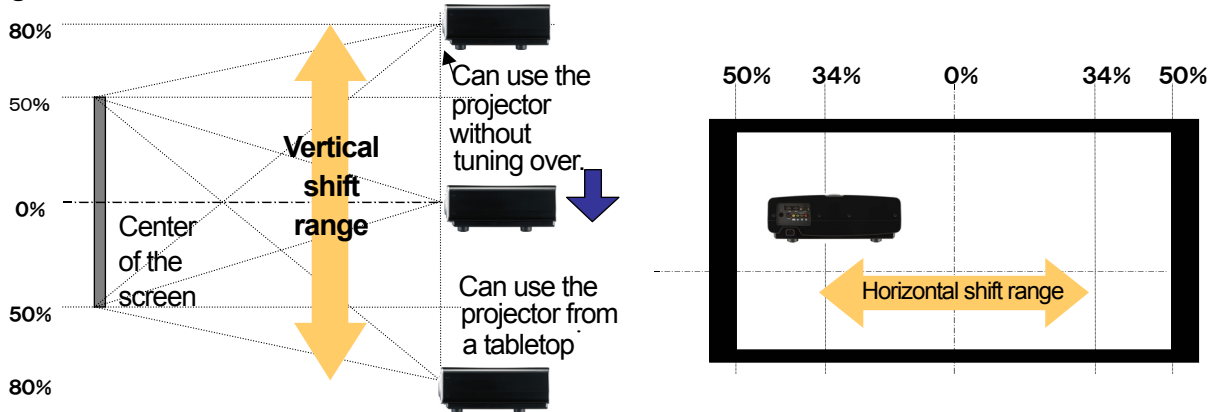 80%
50%
0%
50%
80%
Can use the
projector
without
tuning over.
Vertical
shift
range
Center
of the
screen
Can use the
projector from
a tabletop
50% 34% 0% 34% 50%
Horizontal shift range